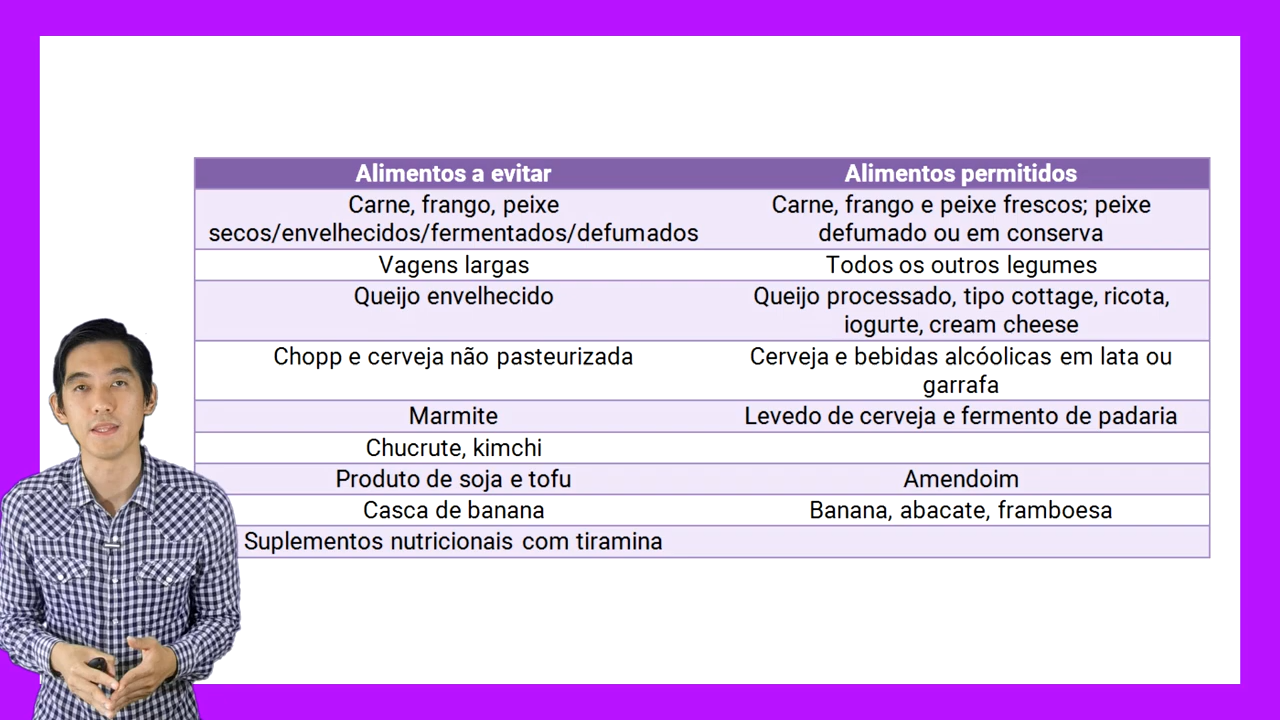 Alimentos a evitar
Alimentos permitidos
Carne, frango, peixe
secos/envelhecidos/fermentados/defumados
Carne, frango e peixe frescos; peixe
defumado ou em conserva
Vagens largas
Todos os outros legumes
Queijo envelhecido
Queijo processado, tipo cottage, ricota,
iogurte, cream cheese
Chopp e cerveja não pasteurizada
Cerveja e bebidas alcóolicas em lata ou
garrafa
Marmite
Levedo de cerveja e fermento de padaria
Chucrute, kimchi
Produto de soja e tofu
Amendoim
Casca de banana
Banana, abacate, framboesa
Suplementos nutricionais com tiramina